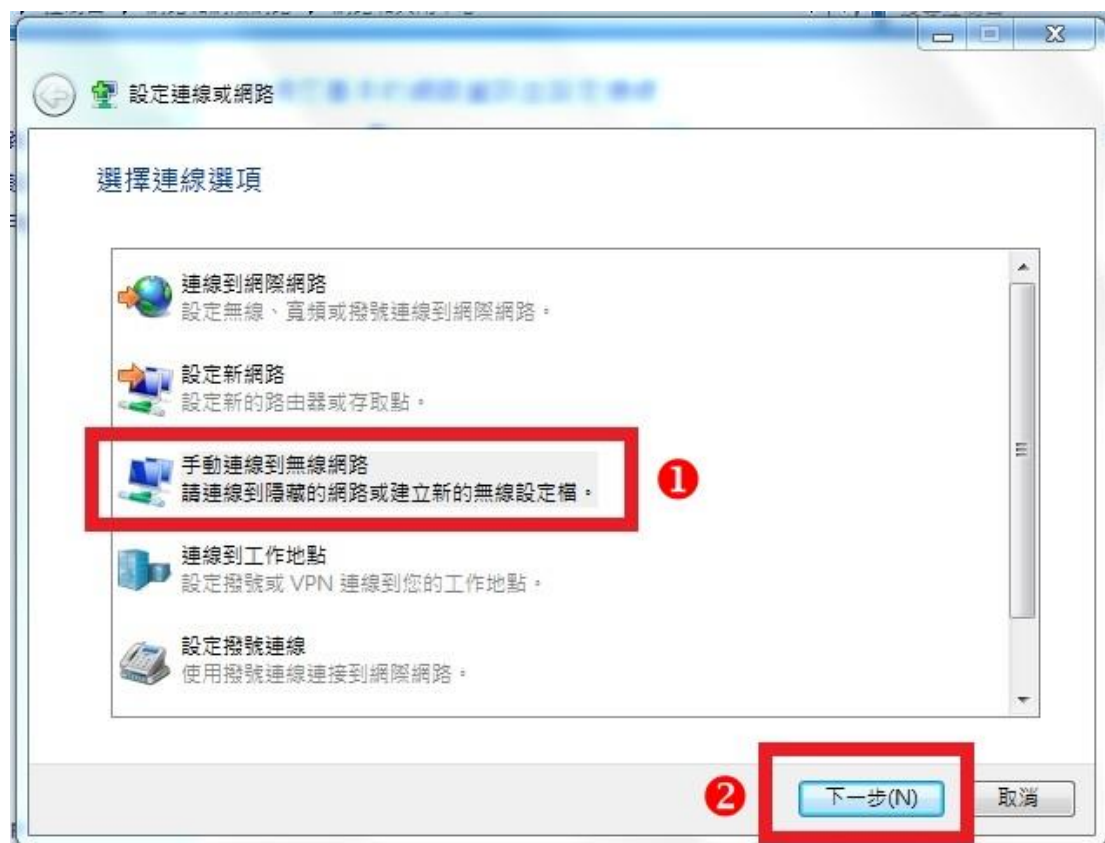 設定連線或網路
選擇連線選項
連線到網際網路
設定無線、寬頻或撥號連線到網際網路。
設定新網路
設定新的路由器或存取點。
手動連線到無線網路
請連線到隱藏的網路或建立新的無線設定檔。
❶
連線到工作地點
設定撥號或 VPN 連線到您的工作地點。
設定撥號連線
使用撥號連線連接到網際網路。
❷
下一步(N)
取消